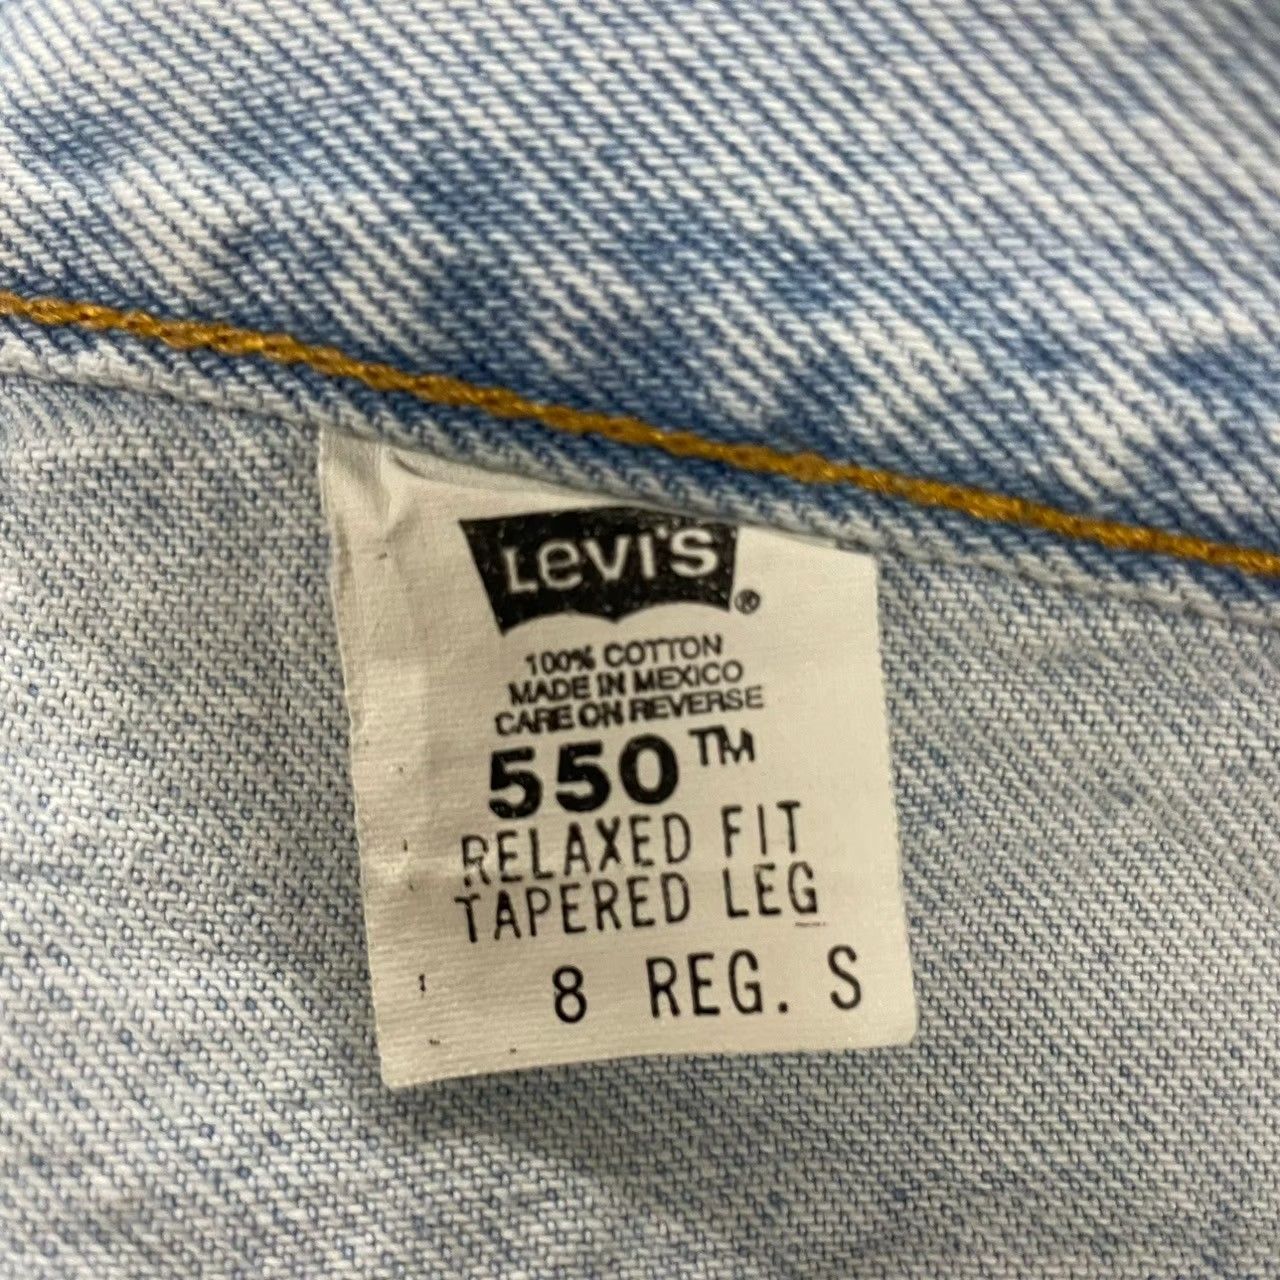 Levi's®
100% COTTON
MADE IN MEXICO
CARE ON REVERSE
550™
RELAXED FIT
TAPERED LEG
8 REG. S